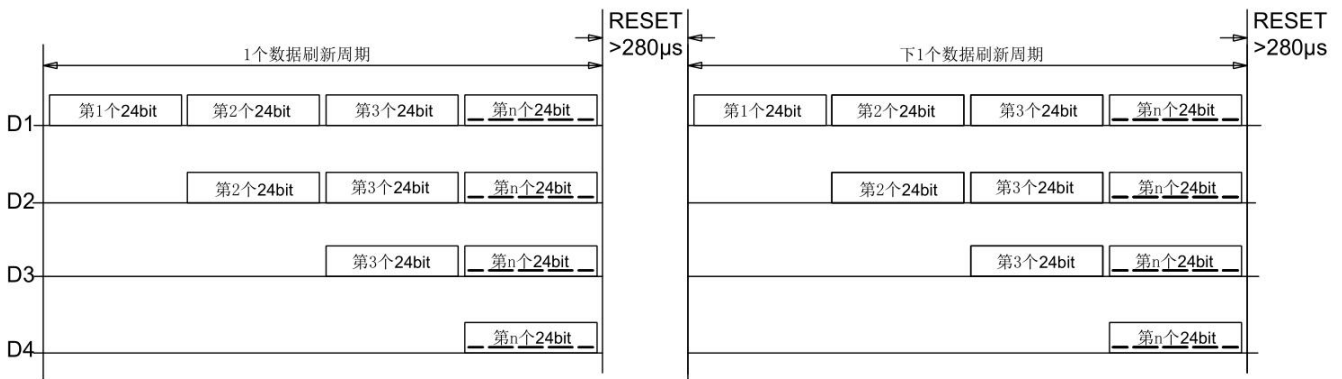 RESET
>280μs
RESET
>280μs
1个数据刷新周期
下1个数据刷新周期
D1 第1个24bit 第2个24bit 第3个24bit 第n个24bit 第1个24bit 第2个24bit 第3个24bit 第n个24bit
D2 第2个24bit 第3个24bit 第n个24bit 第2个24bit 第3个24bit 第n个24bit
D3 第3个24bit 第n个24bit 第3个24bit 第n个24bit
D4 第n个24bit 第n个24bit